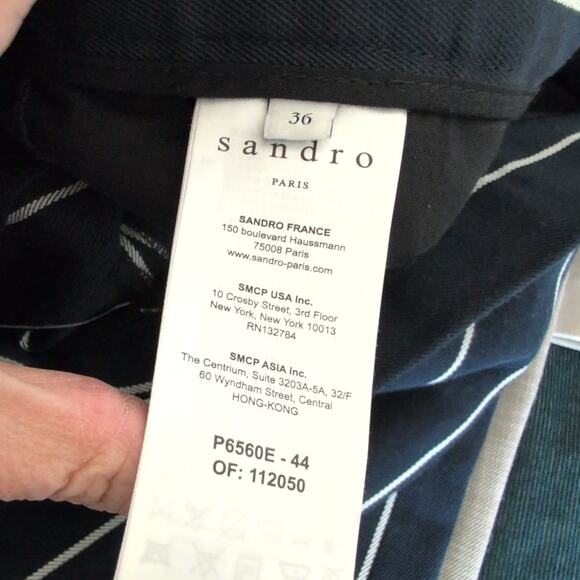 36
sandro
PARIS
SANDRO FRANCE
150 boulevard Haussmann
75008 Paris
www.sandro-paris.com
SMCP USA Inc.
10 Crosby Street, 3rd Floor
New York, New York 10013
RN132784
SMCP ASIA Inc.
The Centrium, Suite 3203A-5A, 32/F
60 Wyndham Street, Central
HONG-KONG
P6560E - 44
OF: 112050